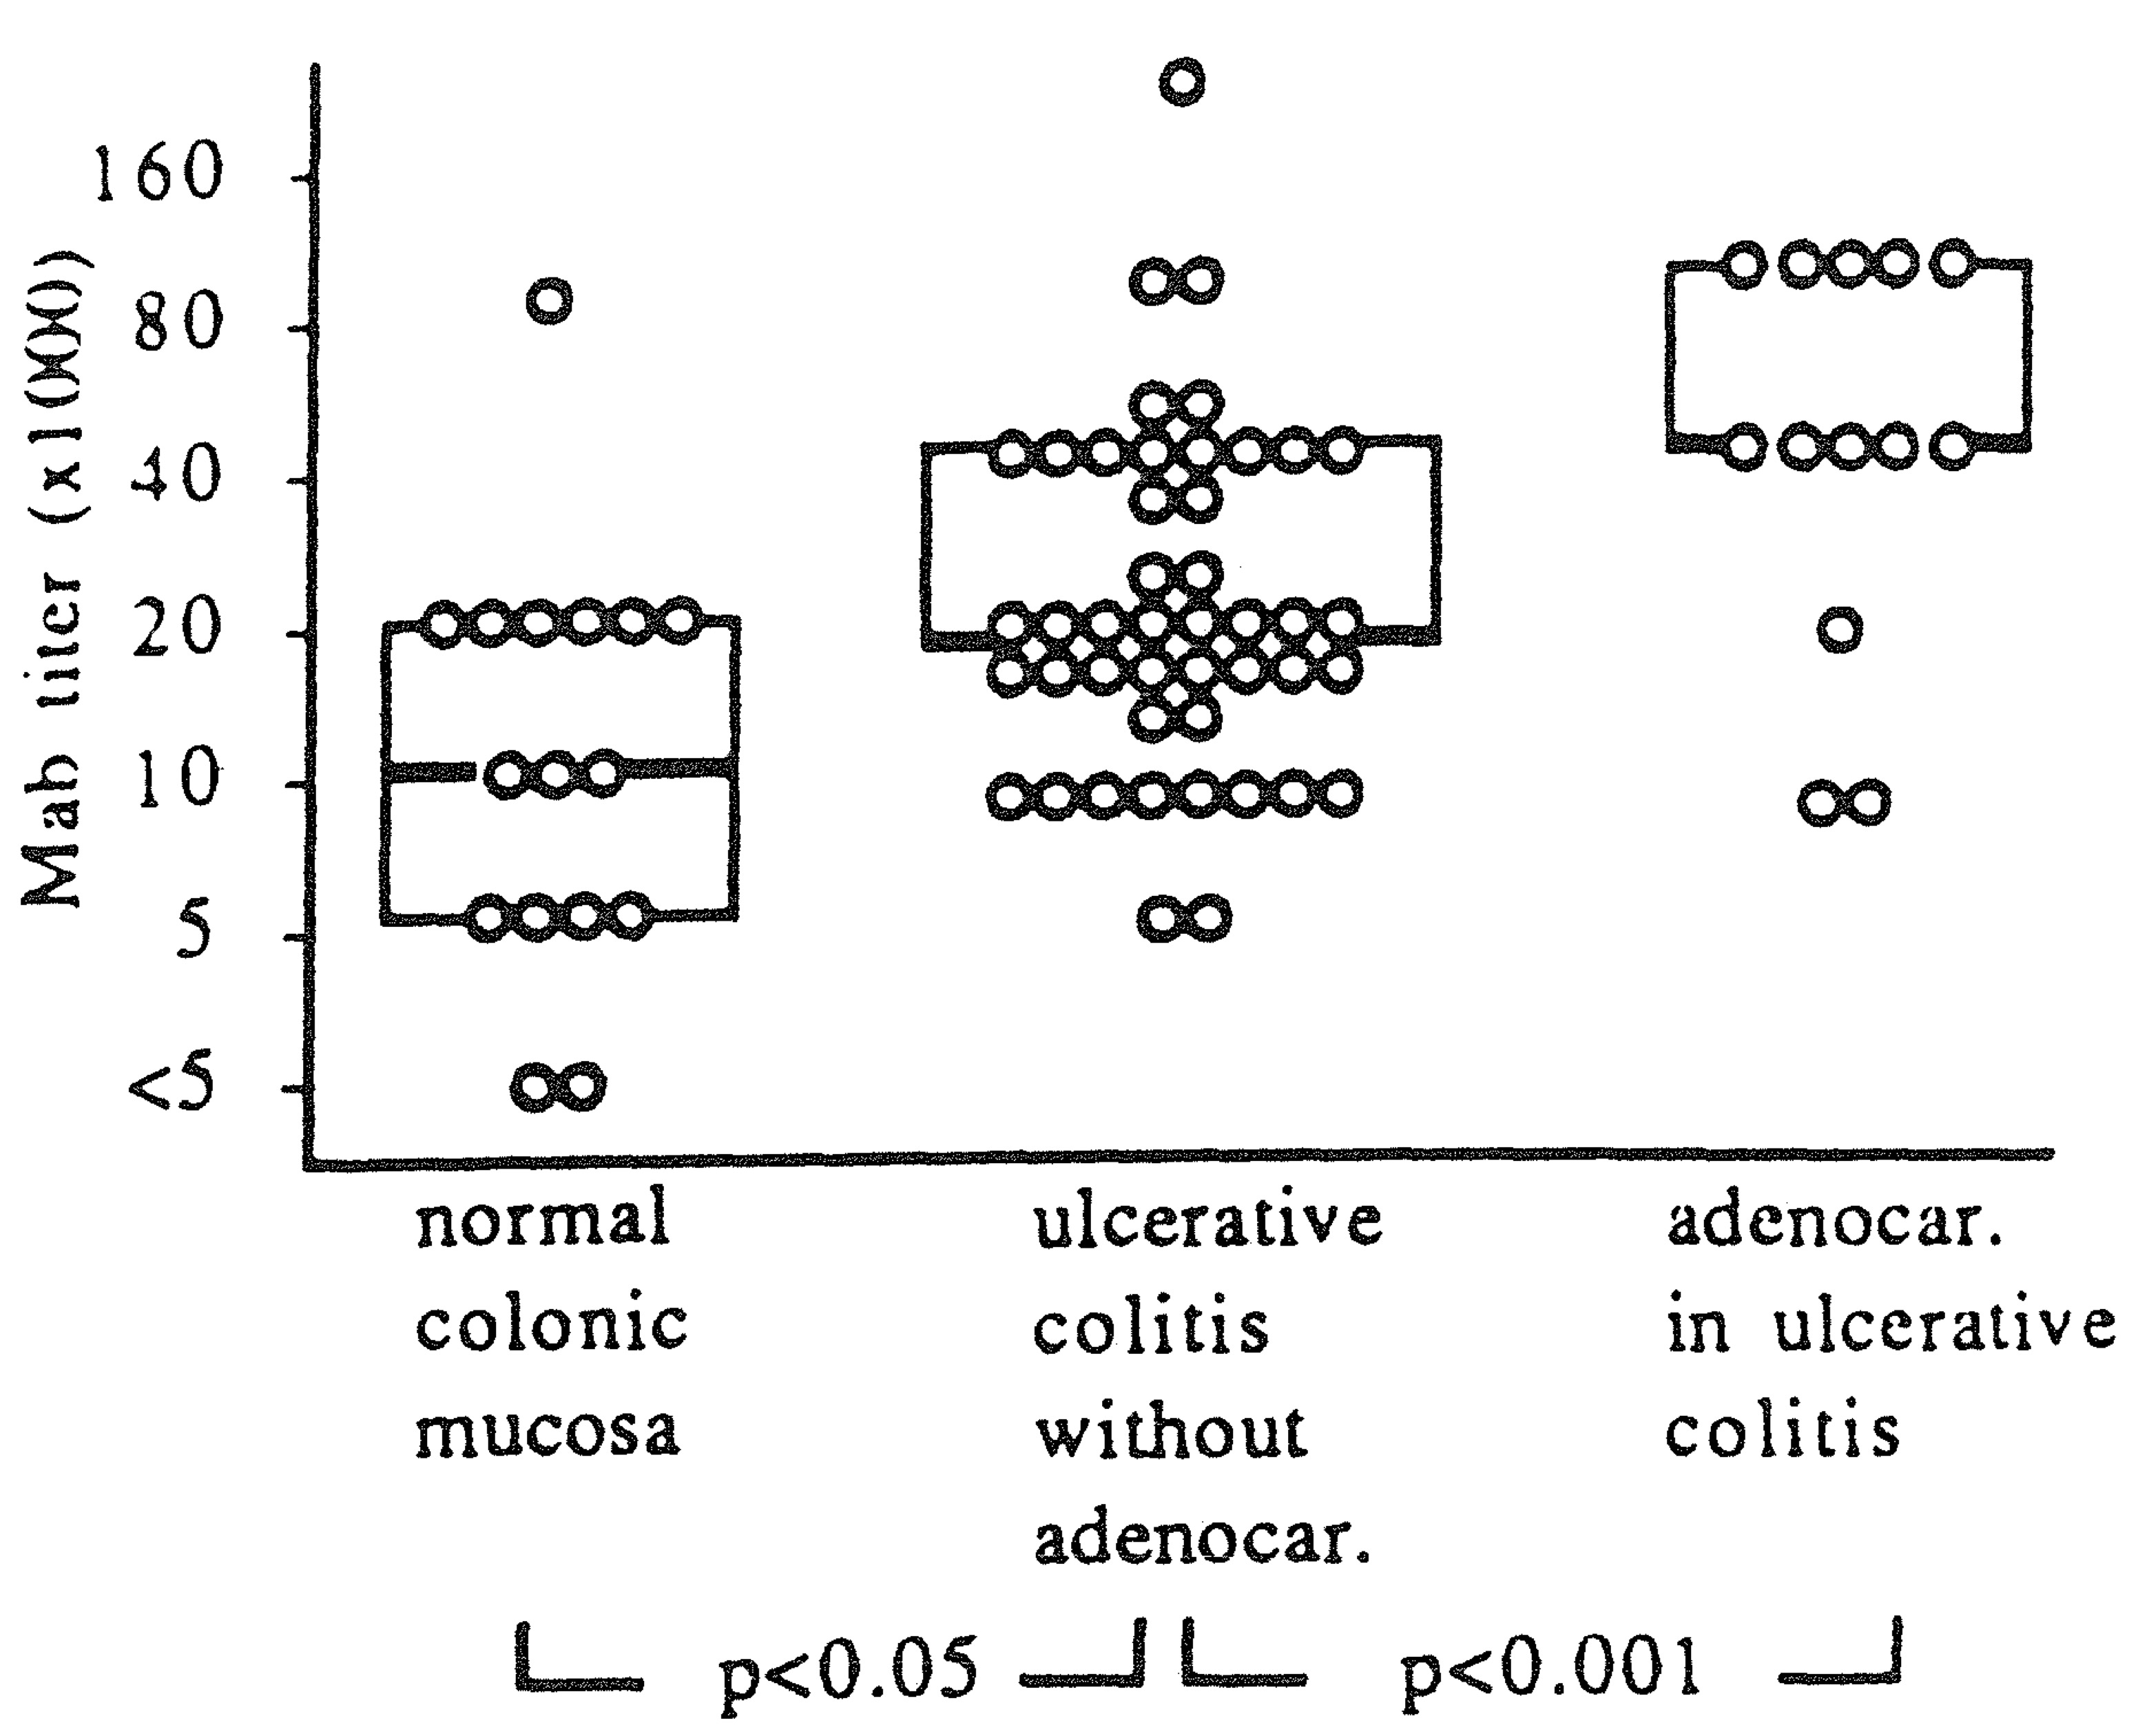 160
80
40
20
10
5
<5
Mab titer (x1000)
normal
colonic
mucosa
ulcerative
colitis
without
adenocar.
adenocar.
in ulcerative
colitis
p<0.05
p<0.001